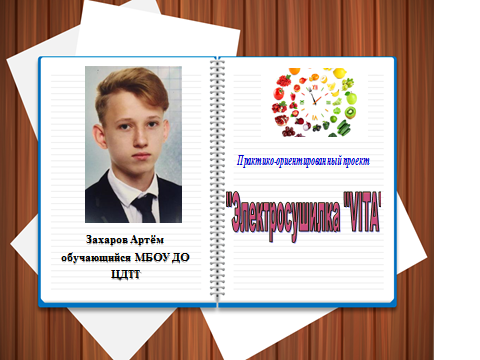 Захаров Артём
обучающийся МБОУ ДО
ЦДТТ
Практико-ориентированный проект
"Электросушилка "VITA"